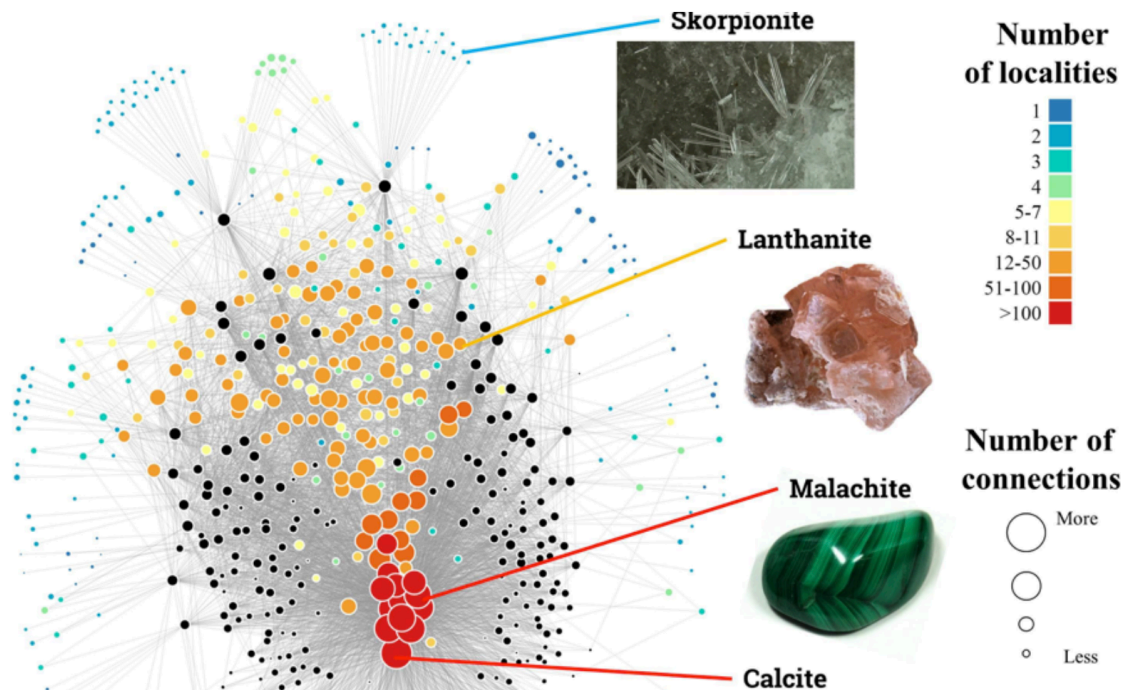 Skorpionite
Number
of localities
1
2
3
4
5-7
8-11
12-50
51-100
>100
Lanthanite
Number of
connections
More
Less
Malachite
Calcite